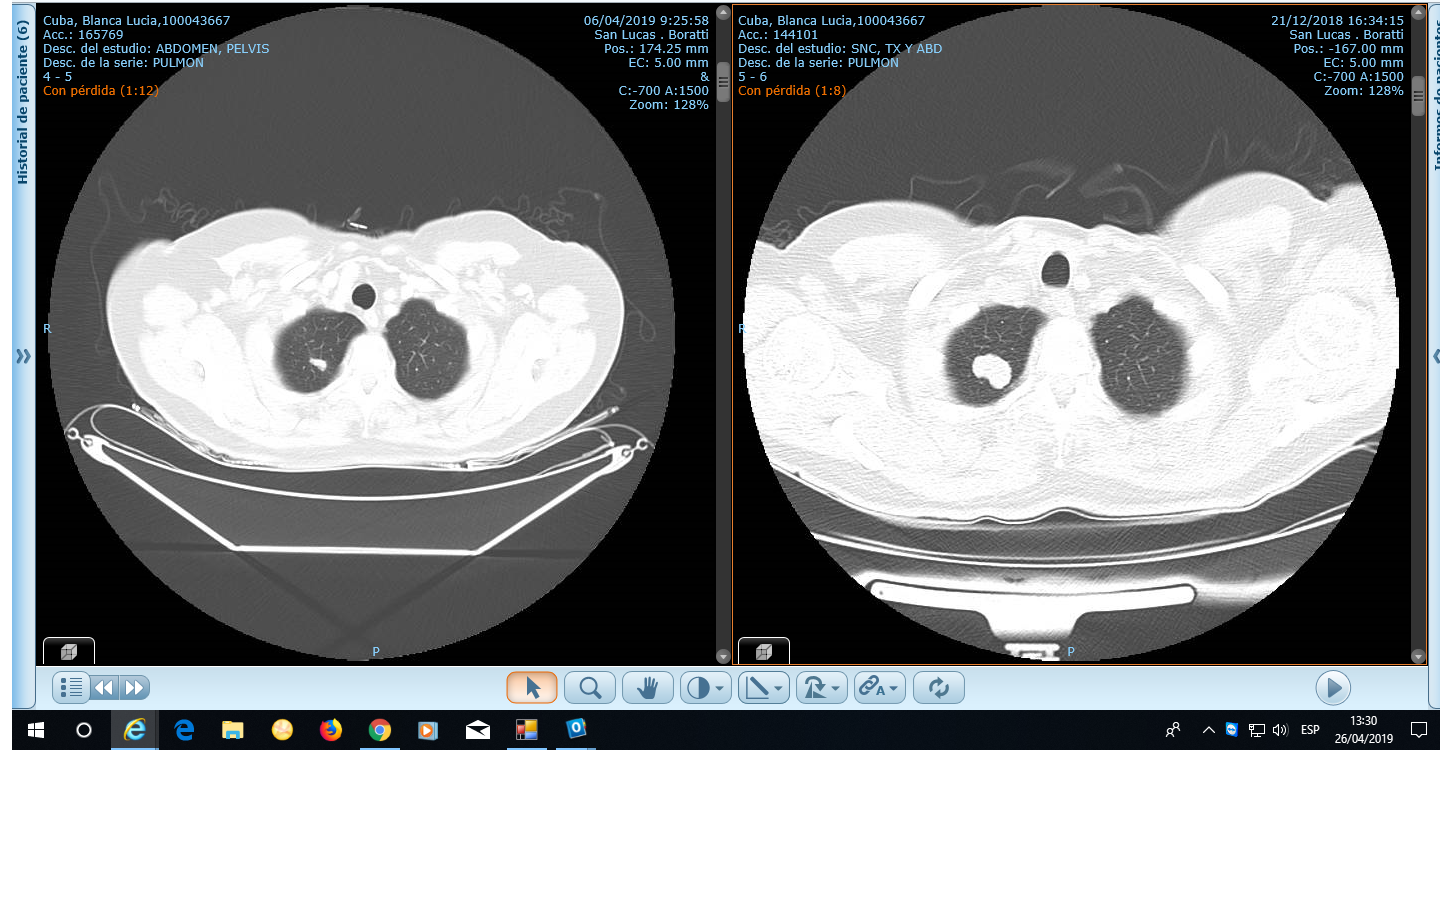 Historial de paciente (6)
Cuba, Blanca Lucia,100043667
Acc.: 165769
Desc. del estudio: ABDOMEN, PELVIS
Desc. de la serie: PULMON
4 - 5
Con pérdida (1:12)
06/04/2019 9:25:58
San Lucas . Boratti
Pos.: 174.25 mm
EC: 5.00 mm
&
C:-700 A:1500
Zoom: 128%
R
P
Cuba, Blanca Lucia,100043667
Acc.: 144101
Desc. del estudio: SNC, TX Y ABD
Desc. de la serie: PULMON
5 - 6
Con pérdida (1:8)
21/12/2018 16:34:15
San Lucas . Boratti
Pos.: -167.00 mm
EC: 5.00 mm
C:-700 A:1500
Zoom: 128%
R
P
A
ESP
13:30
26/04/2019